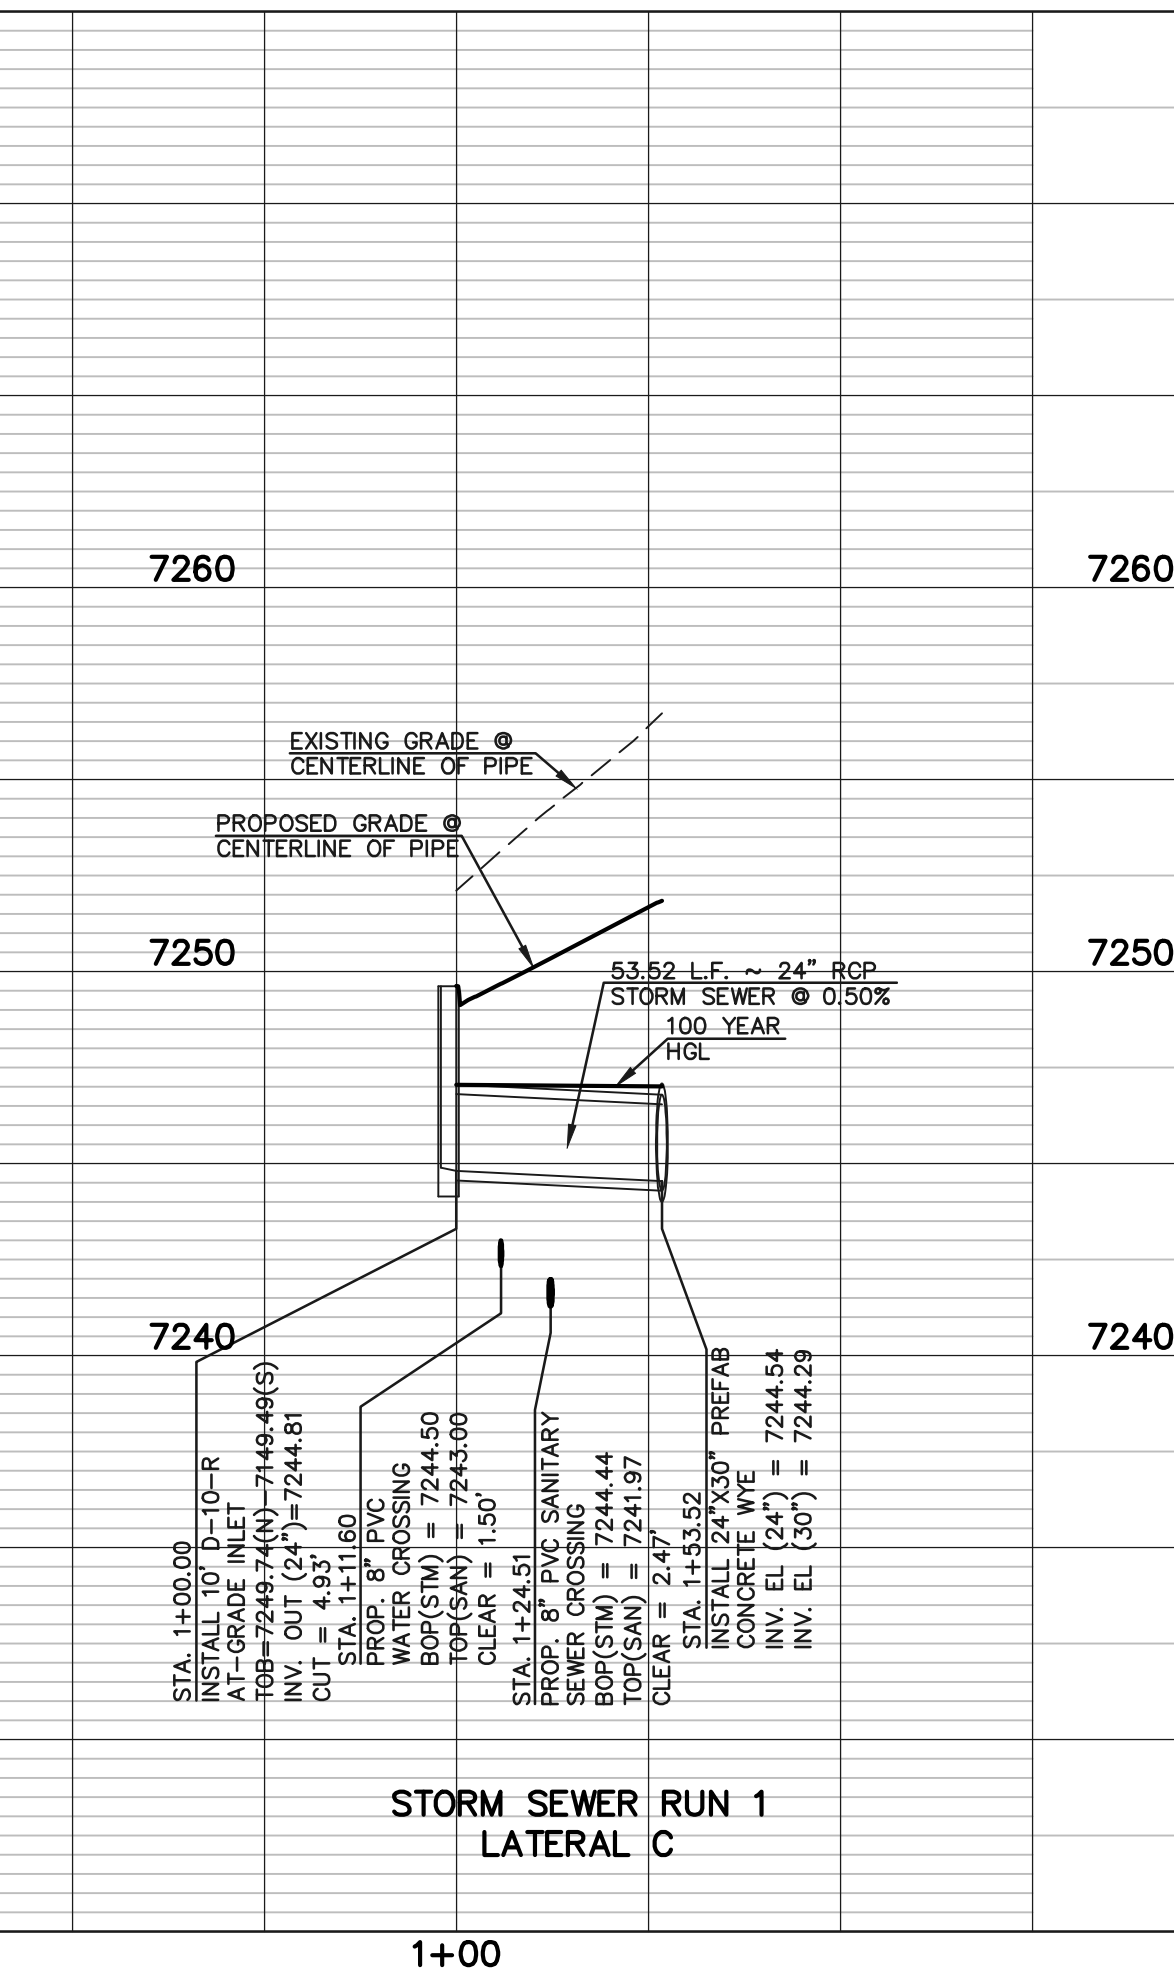 7260
7260
EXISTING GRADE @
CENTERLINE OF PIPE
PROPOSED GRADE @
CENTERLINE OF PIPE
7250
7250
53.52 L.F. ~ 24" RCP
STORM SEWER @ 0.50%
100 YEAR
HGL
7240
7240
STA. 1+00.00
INSTALL 10' D-10-R
AT-GRADE INLET
TOB=7249.74(N)-7149.49(S)
INV. OUT (24")=7244.81
CUT = 4.93'
STA. 1+11.60
PROP. 8" PVC
WATER CROSSING
BOP(STM) = 7244.50
TOP(SAN) = 7243.00
CLEAR = 1.50'
STA. 1+24.51
PROP. 8" PVC SANITARY
SEWER CROSSING
BOP(STM) = 7244.44
TOP(SAN) = 7241.97
CLEAR = 2.47'
STA. 1+53.52
INSTALL 24"X30" PREFAB
CONCRETE WYE
INV. EL (24") = 7244.54
INV. EL (30") = 7244.29
STORM SEWER RUN 1
LATERAL C
1+00